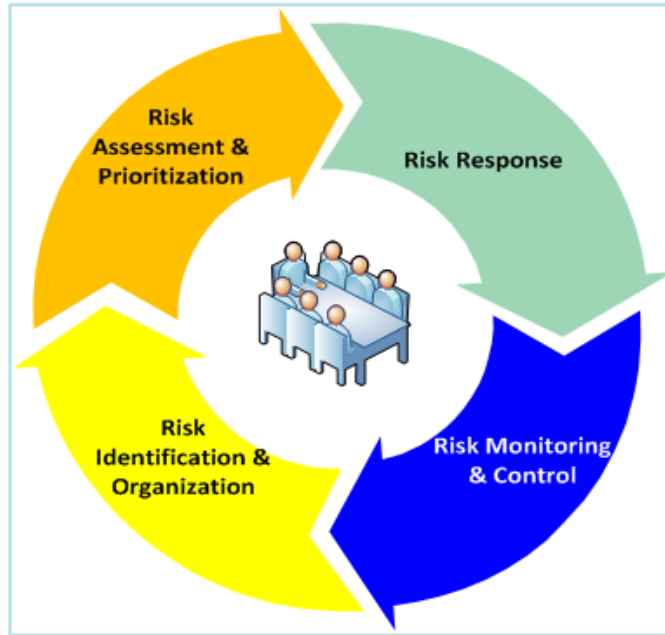 Risk
Assessment &
Prioritization
Risk Response
Risk Monitoring
& Control
Risk
Identification &
Organization